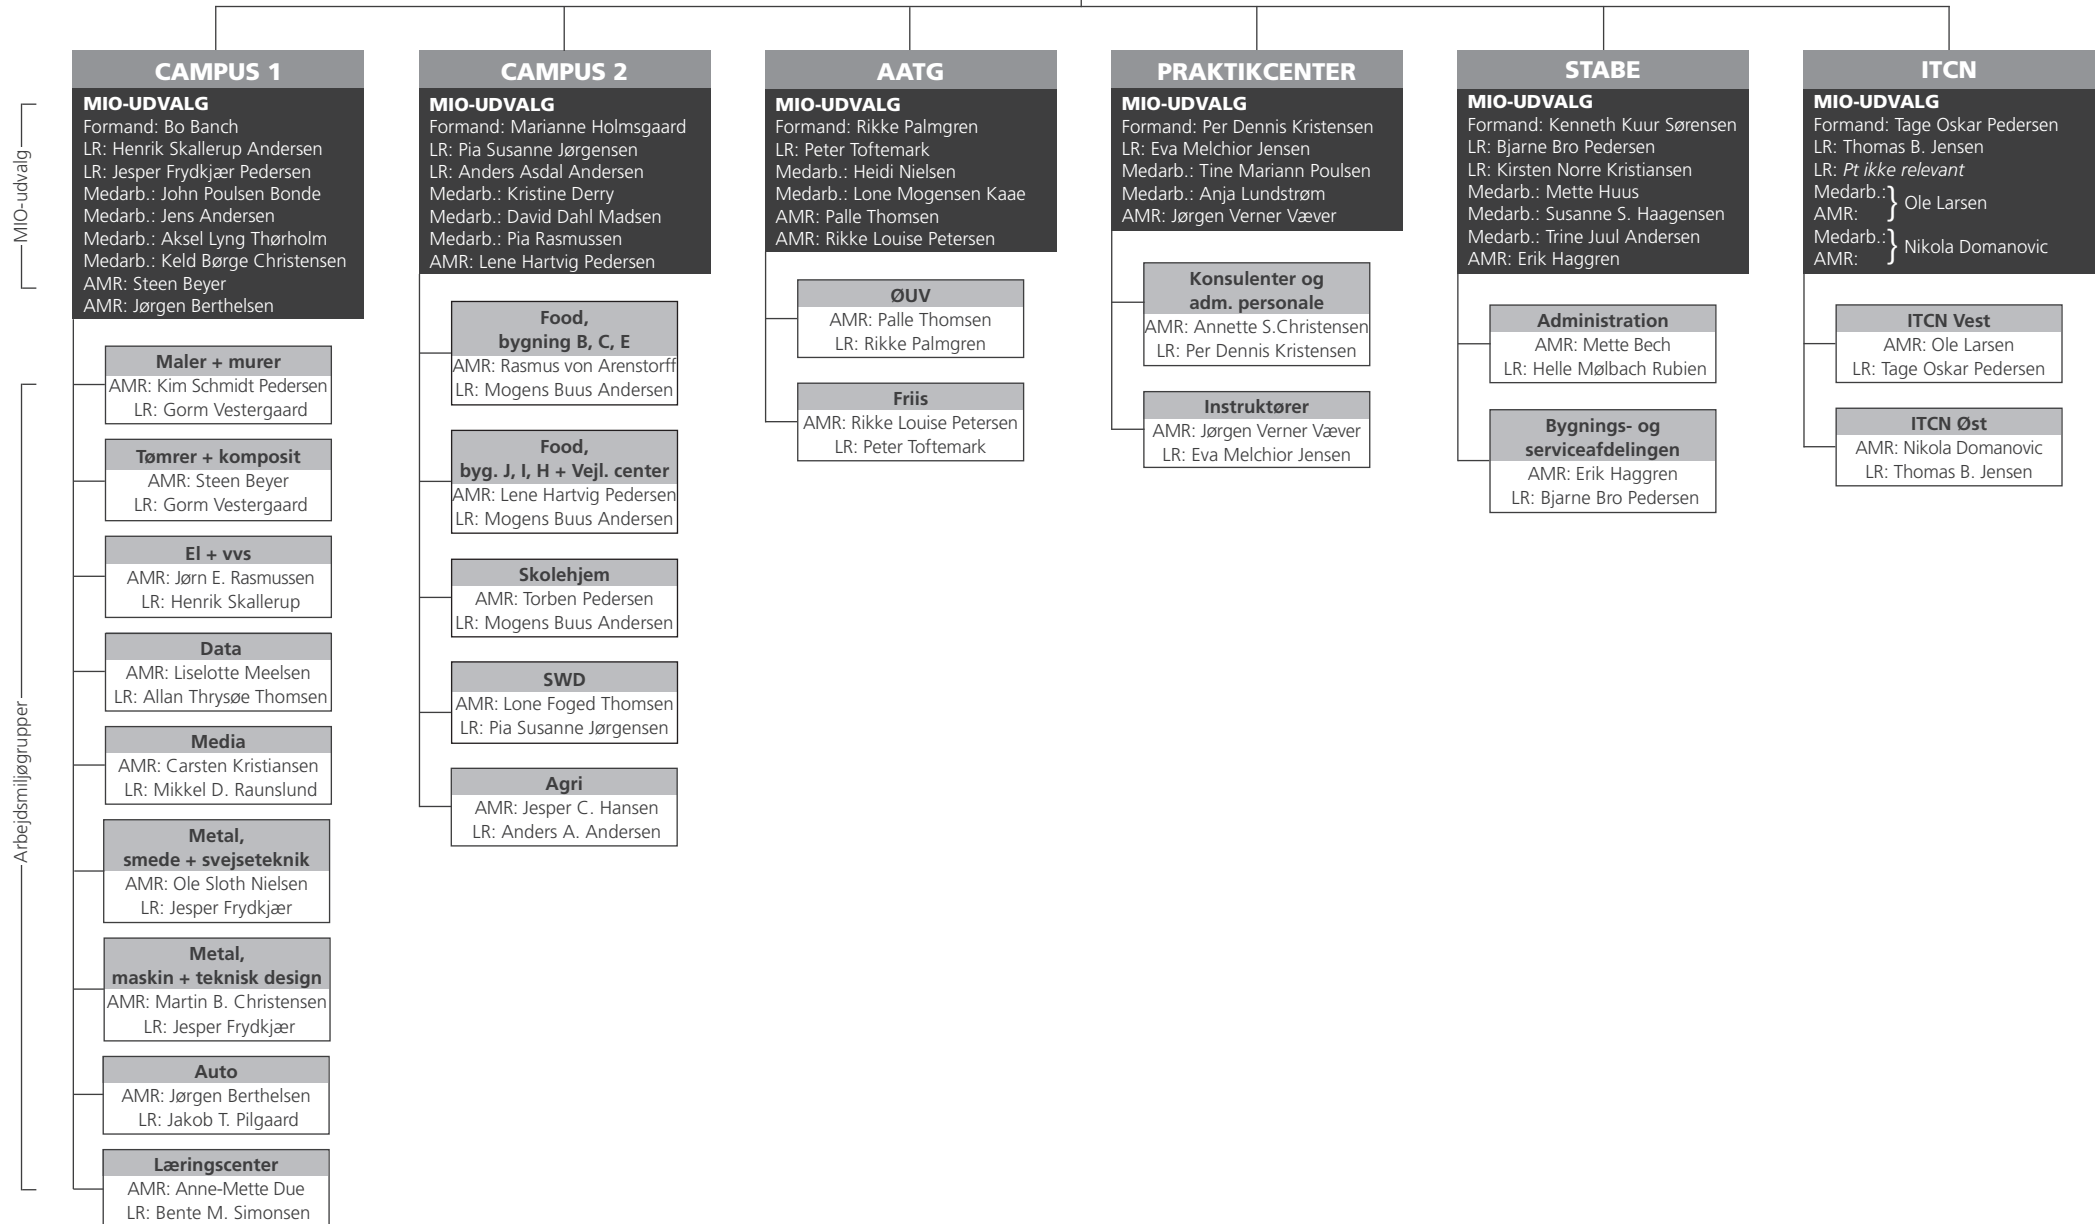 CAMPUS 1
MIO-UDVALG
Formand: Bo Banch
LR: Henrik Skallerup Andersen
LR: Jesper Frydkjær Pedersen
Medarb.: John Poulsen Bonde
Medarb.: Jens Andersen
Medarb.: Aksel Lyng Thørholm
Medarb.: Keld Børge Christensen
AMR: Steen Beyer
AMR: Jørgen Berthelsen
Maler + murer
AMR: Kim Schmidt Pedersen
LR: Gorm Vestergaard
Tømrer + komposit
AMR: Steen Beyer
LR: Gorm Vestergaard
El + vvs
AMR: Jørn E. Rasmussen
LR: Henrik Skallerup
Data
AMR: Liselotte Meelsen
LR: Allan Thrysøe Thomsen
Media
AMR: Carsten Kristiansen
LR: Mikkel D. Raunslund
Metal,
smede + svejseteknik
AMR: Ole Sloth Nielsen
LR: Jesper Frydkjær
Metal,
maskin + teknisk design
AMR: Martin B. Christensen
LR: Jesper Frydkjær
Auto
AMR: Jørgen Berthelsen
LR: Jakob T. Pilgaard
Læringscenter
AMR: Anne-Mette Due
LR: Bente M. Simonsen
CAMPUS 2
MIO-UDVALG
Formand: Marianne Holmsgaard
LR: Pia Susanne Jørgensen
LR: Anders Asdal Andersen
Medarb.: Kristine Derry
Medarb.: David Dahl Madsen
Medarb.: Pia Rasmussen
AMR: Lene Hartvig Pedersen
Food,
bygning B, C, E
AMR: Rasmus von Arenstorff
LR: Mogens Buus Andersen
Food,
byg. J, I, H + Vejl. center
AMR: Lene Hartvig Pedersen
LR: Mogens Buus Andersen
Skolehjem
AMR: Torben Pedersen
LR: Mogens Buus Andersen
SWD
AMR: Lone Foged Thomsen
LR: Pia Susanne Jørgensen
Agri
AMR: Jesper C. Hansen
LR: Anders A. Andersen
AATG
MIO-UDVALG
Formand: Rikke Palmgren
LR: Peter Toftemark
Medarb.: Heidi Nielsen
Medarb.: Lone Mogensen Kaae
AMR: Palle Thomsen
AMR: Rikke Louise Petersen
ØUV
AMR: Palle Thomsen
LR: Rikke Palmgren
Friis
AMR: Rikke Louise Petersen
LR: Peter Toftemark
PRAKTIKCENTER
MIO-UDVALG
Formand: Per Dennis Kristensen
LR: Eva Melchior Jensen
Medarb.: Tine Mariann Poulsen
Medarb.: Anja Lundstrøm
AMR: Jørgen Verner Væver
Konsulenter og
adm. personale
AMR: Annette S.Christensen
LR: Per Dennis Kristensen
Instruktører
AMR: Jørgen Verner Væver
LR: Eva Melchior Jensen
STABE
MIO-UDVALG
Formand: Kenneth Kuur Sørensen
LR: Bjarne Bro Pedersen
LR: Kirsten Norre Kristiansen
Medarb.: Mette Huus
Medarb.: Susanne S. Haagensen
Medarb.: Trine Juul Andersen
AMR: Erik Haggren
Administration
AMR: Mette Bech
LR: Helle Mølbach Rubien
Bygnings- og
serviceafdelingen
AMR: Erik Haggren
LR: Bjarne Bro Pedersen
ITCN
MIO-UDVALG
Formand: Tage Oskar Pedersen
LR: Thomas B. Jensen
LR: Pt ikke relevant
Medarb.:
AMR:
} Ole Larsen
Medarb.:
AMR:
} Nikola Domanovic
ITCN Vest
AMR: Ole Larsen
LR: Tage Oskar Pedersen
ITCN Øst
AMR: Nikola Domanovic
LR: Thomas B. Jensen
MIO-udvalg
Arbejdsmiljøgrupper